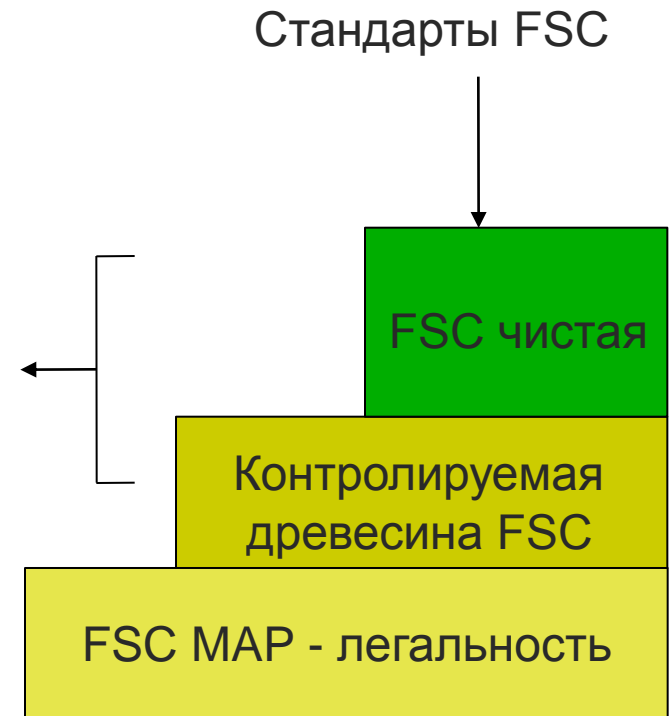 Стандарты FSC
FSC чистая
Контролируемая
древесина FSC
FSC MAP - легальность